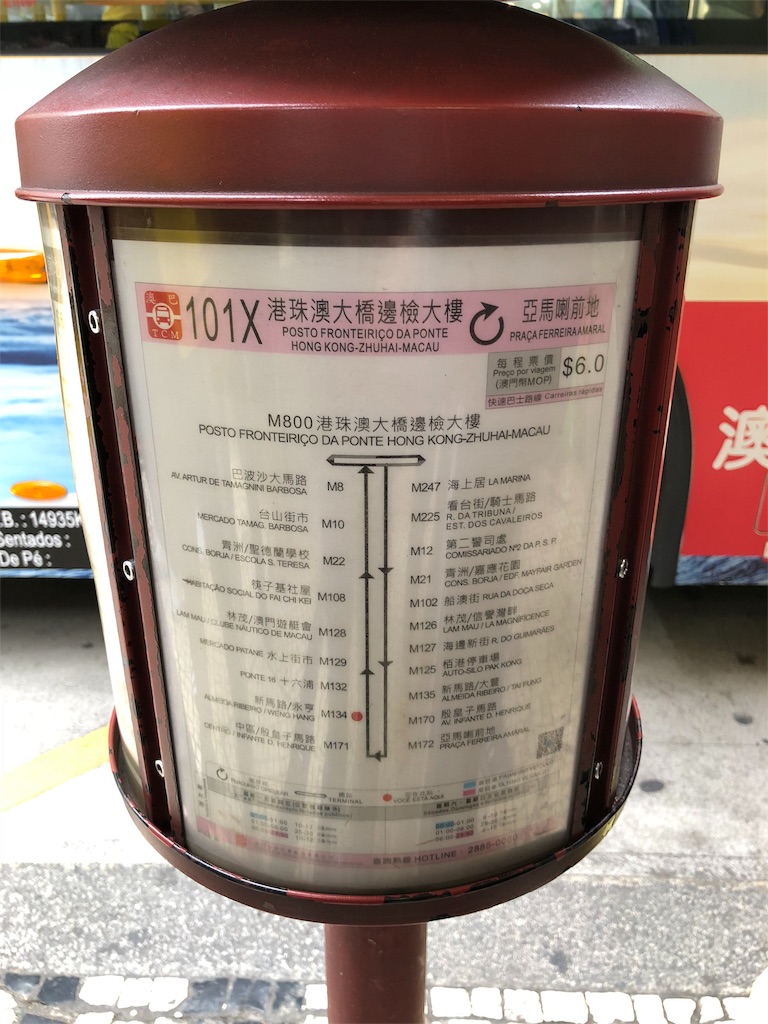 澳巴
TCM
101X
港珠澳大橋邊檢大樓
POSTO FRONTEIRIÇO DA PONTE
HONG KONG-ZHUHAI-MACAU
亞馬喇前地
PRAÇA FERREIRA AMARAL
每程票價
Preço por viagem
(澳門幣MOP)
$6.0
快速巴士路線 Carreiras rápidas
M800 港珠澳大橋邊檢大樓
POSTO FRONTEIRIÇO DA PONTE HONG KONG-ZHUHAI-MACAU
巴波沙大馬路
AV. ARTUR DE TAMAGNINI BARBOSA
M8
台山街市
MERCADO TAMAG. BARBOSA
M10
青洲/聖德蘭學校
CONS. BORJA / ESCOLA S. TERESA
M22
筷子基社屋
HABITAÇÃO SOCIAL DO FAI CHI KEI
M108
林茂/澳門遊艇會
LAM MAU / CLUBE NÁUTICO DE MACAU
M128
MERCADO PATANE 水上街市 M129
PONTE 16 十六浦 M132
新馬路/永亨
ALMEIDA RIBEIRO / WENG HANG
M134
中區/殷皇子馬路
CENTRO / INFANTE D. HENRIQUE
M171
M247 海上居 LA MARINA
M225
看台街/騎士馬路
R. DA TRIBUNA /
EST. DOS CAVALEIROS
M12
第二警司處
COMISSARIADO Nº2 DA P. S. P.
M21
青洲/嘉應花園
CONS. BORJA / EDF. MAYFAIR GARDEN
M102 船澳街 RUA DA DOCA SECA
M126
林茂/信譽灣畔
LAM MAU / LA MAGNIFICENCE
M127 海邊新街 R. DO GUIMARÃES
M125
栢港停車場
AUTO-SILO PAK KONG
M135
新馬路/大豐
ALMEIDA RIBEIRO / TAI FUNG
M170
殷皇子馬路
AV. INFANTE D. HENRIQUE
M172
亞馬喇前地
PRAÇA FERREIRA AMARAL
總站
TERMINAL
VOCÊ ESTÁ AQUI
查詢熱線 HOTLINE:
.B. : 14935K
Sentados :
De Pé :
澳